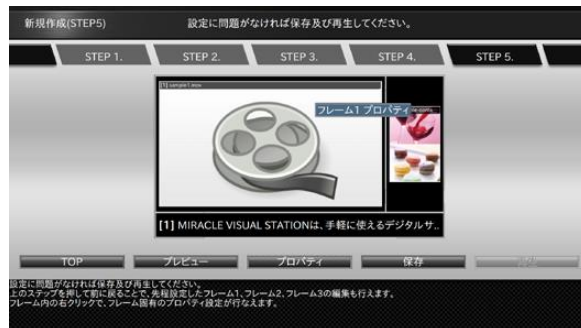 新規作成(STEP5)
設定に問題がなければ保存及び再生してください。
STEP 1.
STEP 2.
STEP 3.
STEP 4.
STEP 5.
[1] sample1.mov
フレーム1 プロパティ
[1] MIRACLE VISUAL STATIONは、手軽に使えるデジタルサ..
TOP
プレビュー
プロパティ
保存
設定に問題がなければ保存及び再生してください。
上のステップを押して前に戻ることで、先程設定したフレーム1、フレーム2、フレーム3の編集も行えます。
フレーム内の右クリックで、フレーム固有のプロパティ設定が行なえます。